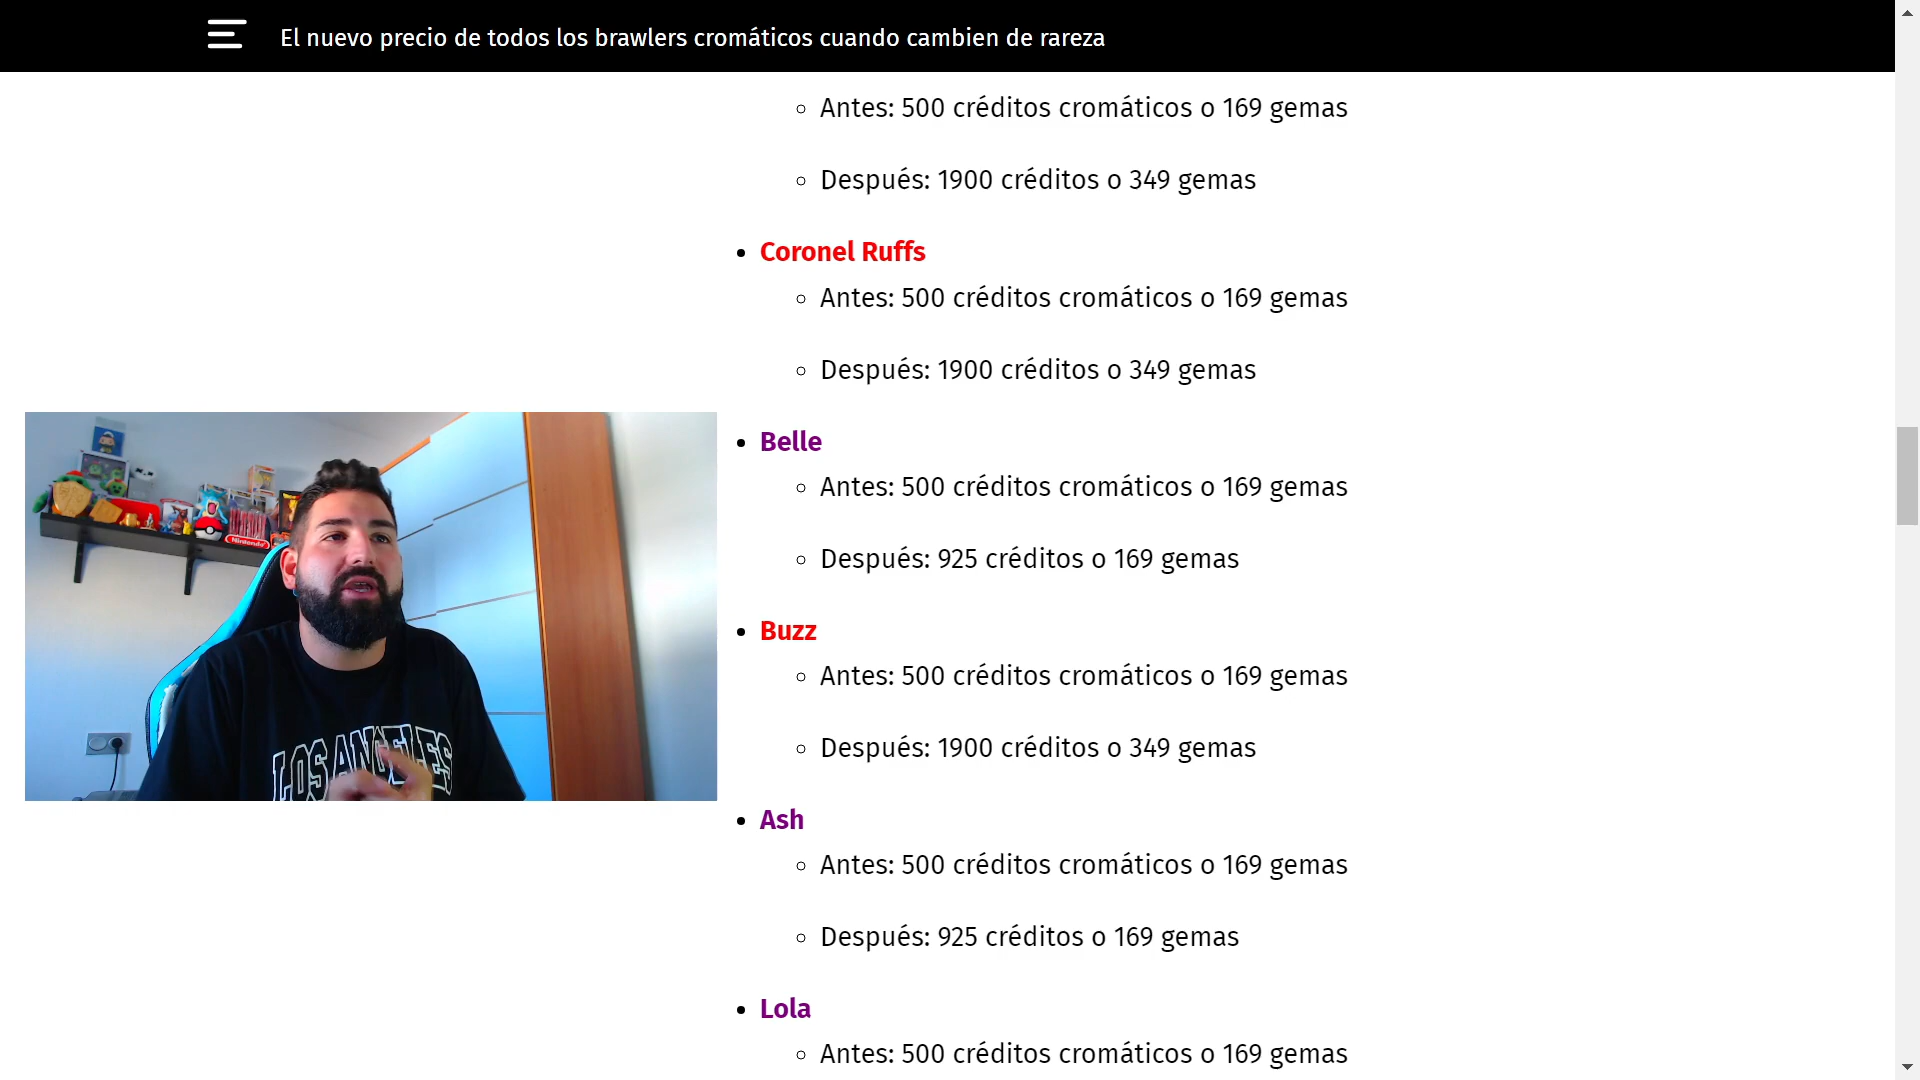 El nuevo precio de todos los brawlers cromáticos cuando cambien de rareza
Antes: 500 créditos cromáticos o 169 gemas
Después: 1900 créditos o 349 gemas
Coronel Ruffs
Antes: 500 créditos cromáticos o 169 gemas
Después: 1900 créditos o 349 gemas
Belle
Antes: 500 créditos cromáticos o 169 gemas
Después: 925 créditos o 169 gemas
Buzz
Antes: 500 créditos cromáticos o 169 gemas
Después: 1900 créditos o 349 gemas
Ash
Antes: 500 créditos cromáticos o 169 gemas
Después: 925 créditos o 169 gemas
Lola
Antes: 500 créditos cromáticos o 169 gemas
Nintendo
LOS ANGELES